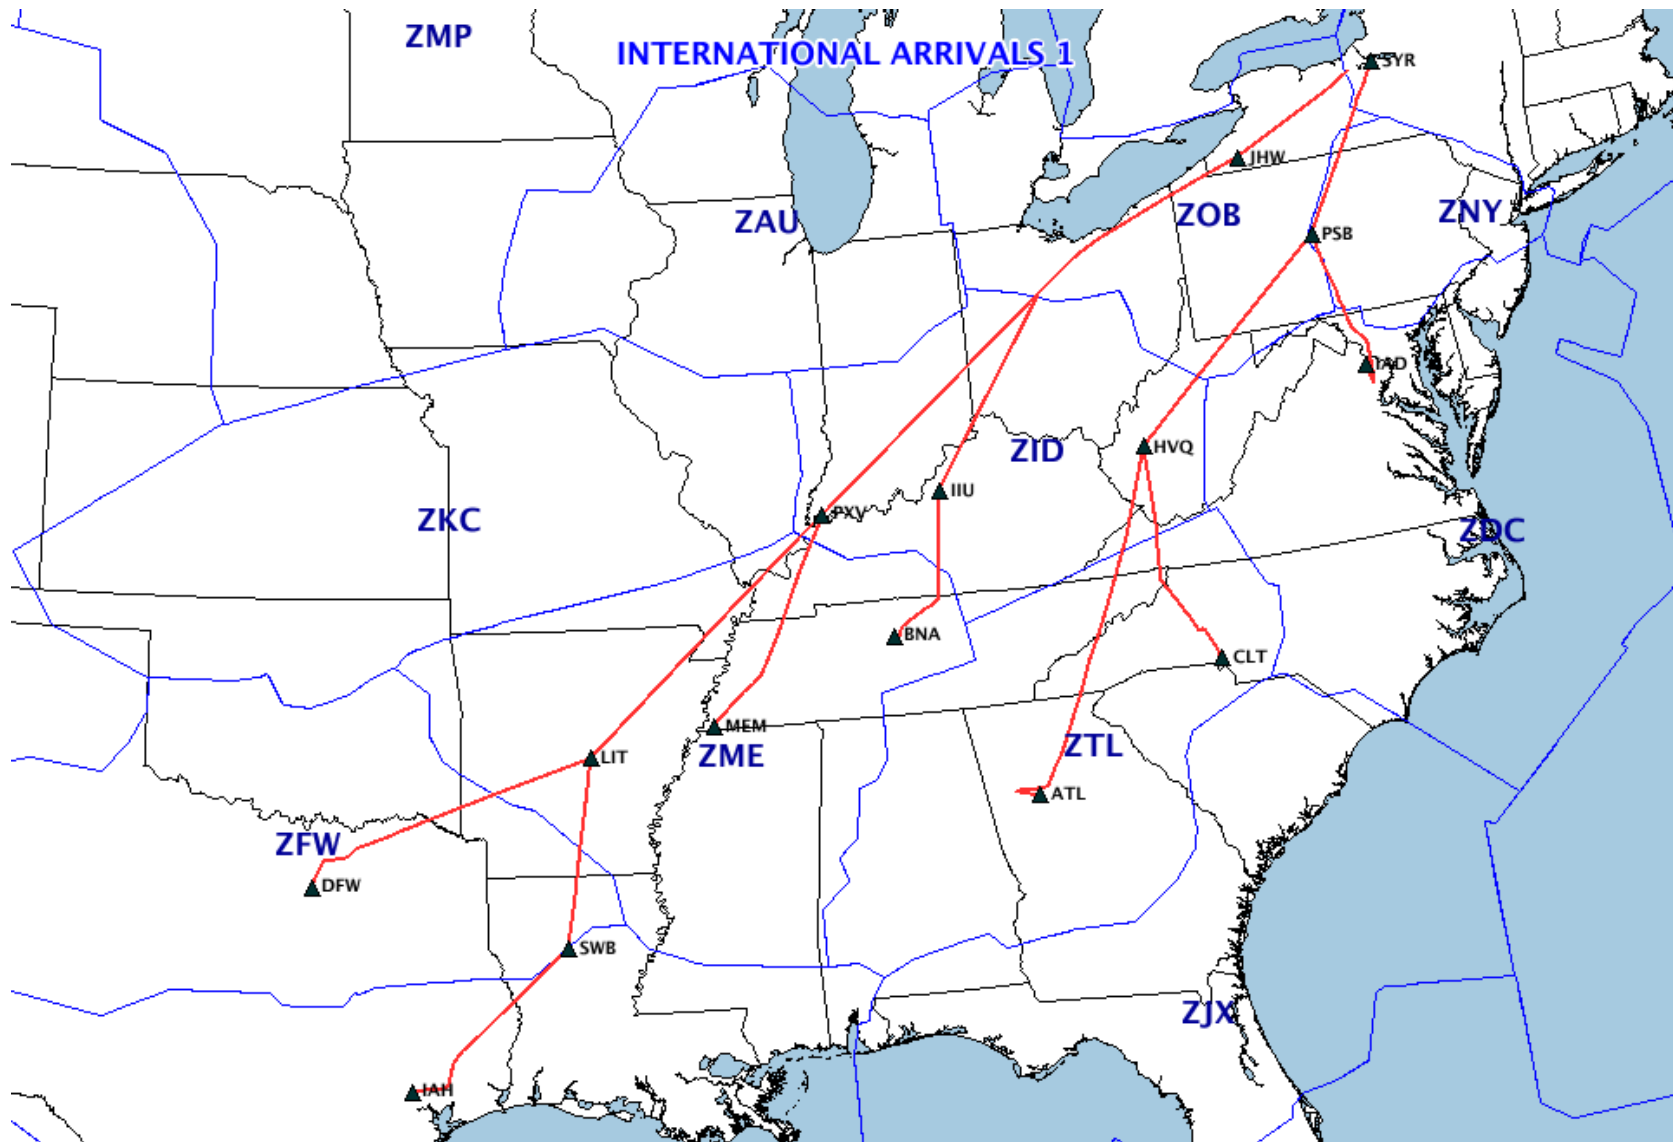 ZMP
INTERNATIONAL ARRIVALS 1
SYR
JHW
ZAU
ZOB
ZNY
PSB
IAD
HVQ
ZID
IIU
PXV
ZKC
ZDC
BNA
CLT
MEM
ZME
ZTL
LIT
ATL
ZFW
DFW
SWB
ZJX
IAH